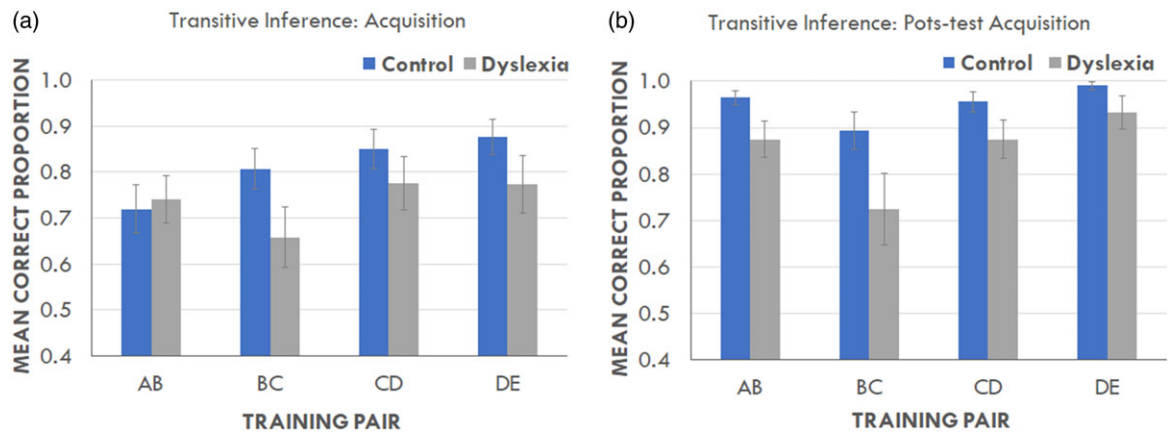 (a)
Transitive Inference: Acquisition
Control Dyslexia
MEAN CORRECT PROPORTION
1.0
0.9
0.8
0.7
0.6
0.5
0.4
AB BC CD DE
TRAINING PAIR
(b)
Transitive Inference: Pots-test Acquisition
Control Dyslexia
MEAN CORRECT PROPORTION
1.0
0.9
0.8
0.7
0.6
0.5
0.4
AB BC CD DE
TRAINING PAIR